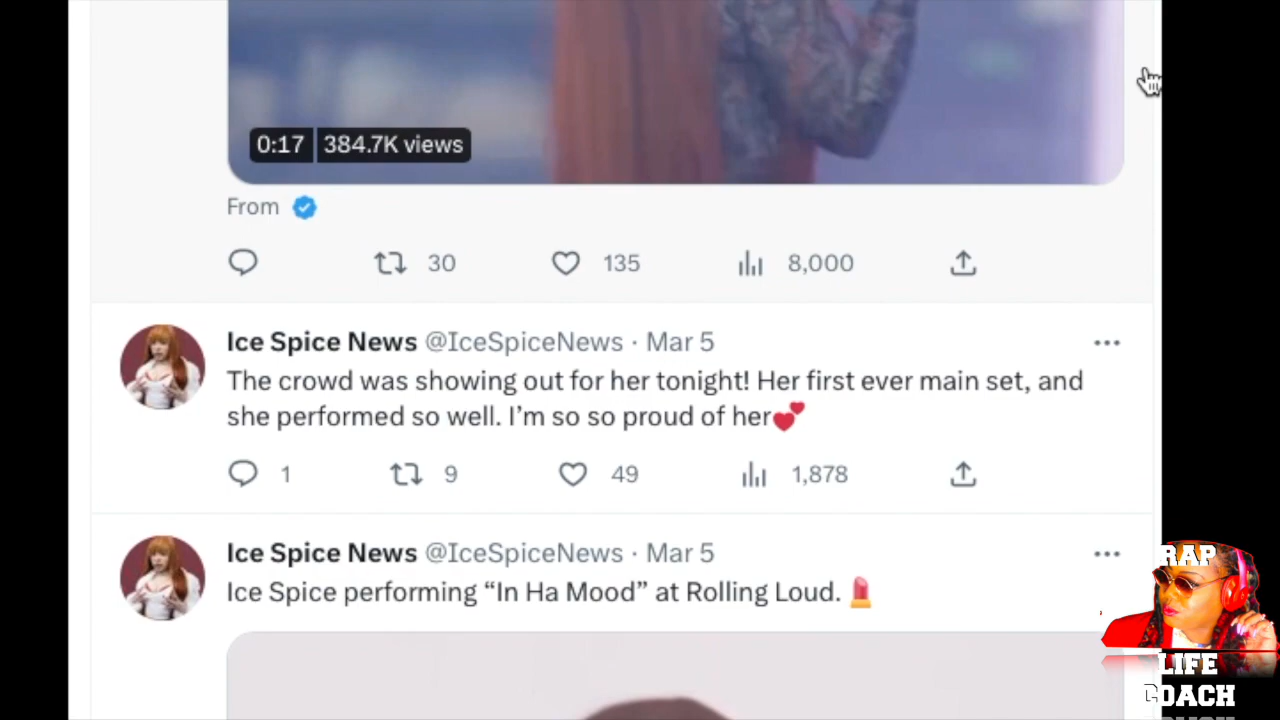 0:17 384.7K views
From
30 135 8,000
Ice Spice News @IceSpiceNews · Mar 5
The crowd was showing out for her tonight! Her first ever main set, and
she performed so well. I’m so so proud of her💕
1 9 49 1,878
Ice Spice News @IceSpiceNews · Mar 5
Ice Spice performing “In Ha Mood” at Rolling Loud. 💄
RAP
LIFE
COACH